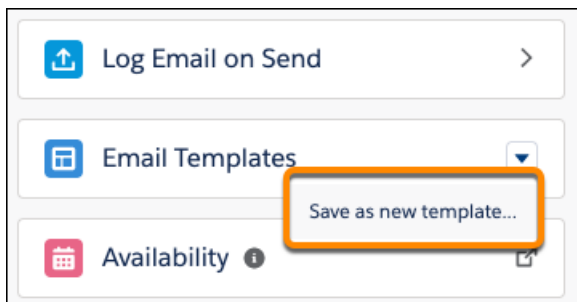 Log Email on Send
Email Templates
Save as new template...
Availability